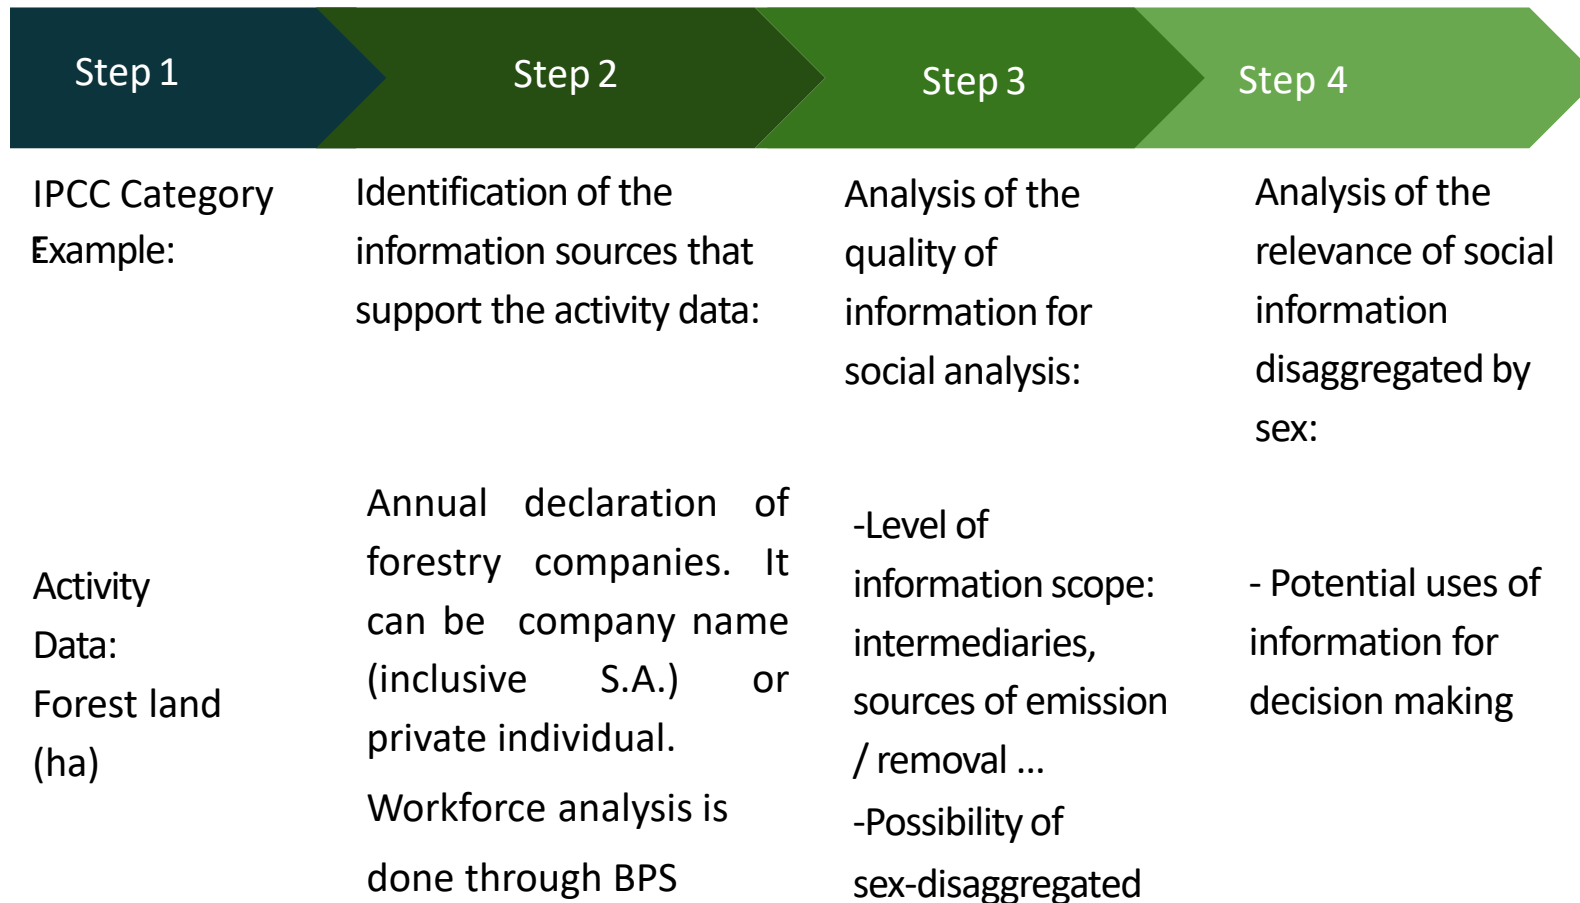 Step 1
Step 2
Step 3
Step 4
IPCC Category
Example:
:
Identification of the
information sources that
support the activity data:
Analysis of the
quality of
information for
social analysis:
Analysis of the
relevance of social
information
disaggregated by
sex:
Activity
Data:
Forest land
(ha)
Annual declaration of
forestry companies. It
can be company name
(inclusive S.A.) or
private individual.
Workforce analysis is
done through BPS
-Level of
information scope:
intermediaries,
sources of emission
/ removal ...
-Possibility of
sex-disaggregated
- Potential uses of
information for
decision making